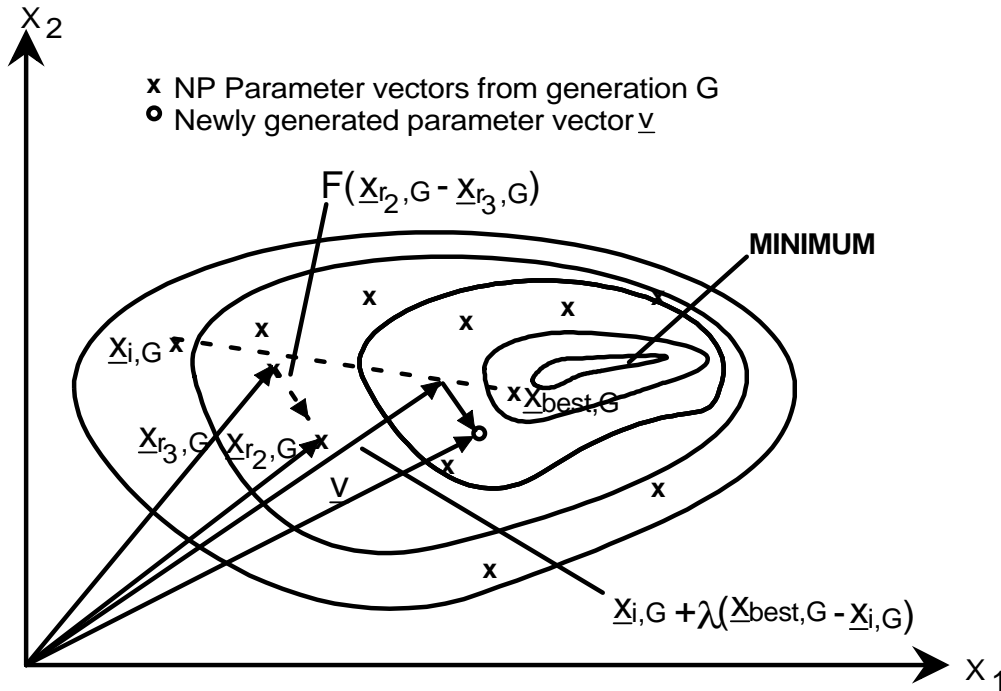 X2
x NP Parameter vectors from generation G
o Newly generated parameter vector v
F(xr2,G - xr3,G)
MINIMUM
xi,G
xbest,G
xr3,G
xr2,G
v
xi,G + λ(xbest,G - xi,G)
X1